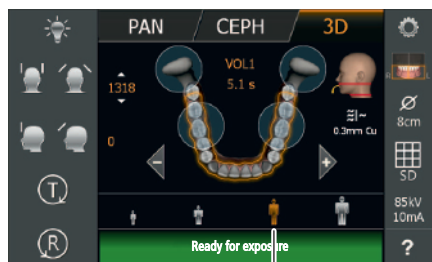 PAN CEPH 3D
VOL1
5.1 s
1318
0
R L
8cm
0.3mm Cu
SD
85kV
10mA
T
R
Ready for exposure
?